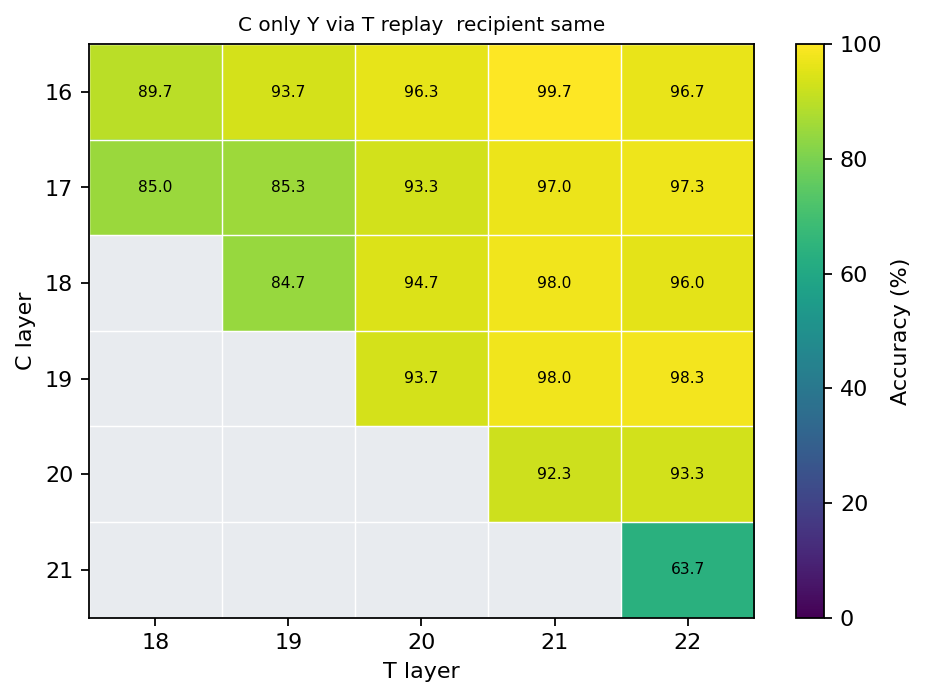 C only Y via T replay  recipient same
16 89.7 93.7 96.3 99.7 96.7
17 85.0 85.3 93.3 97.0 97.3
18 84.7 94.7 98.0 96.0
19 93.7 98.0 98.3
20 92.3 93.3
21 63.7
18 19 20 21 22
T layer
C layer
100
80
60
40
20
0
Accuracy (%)